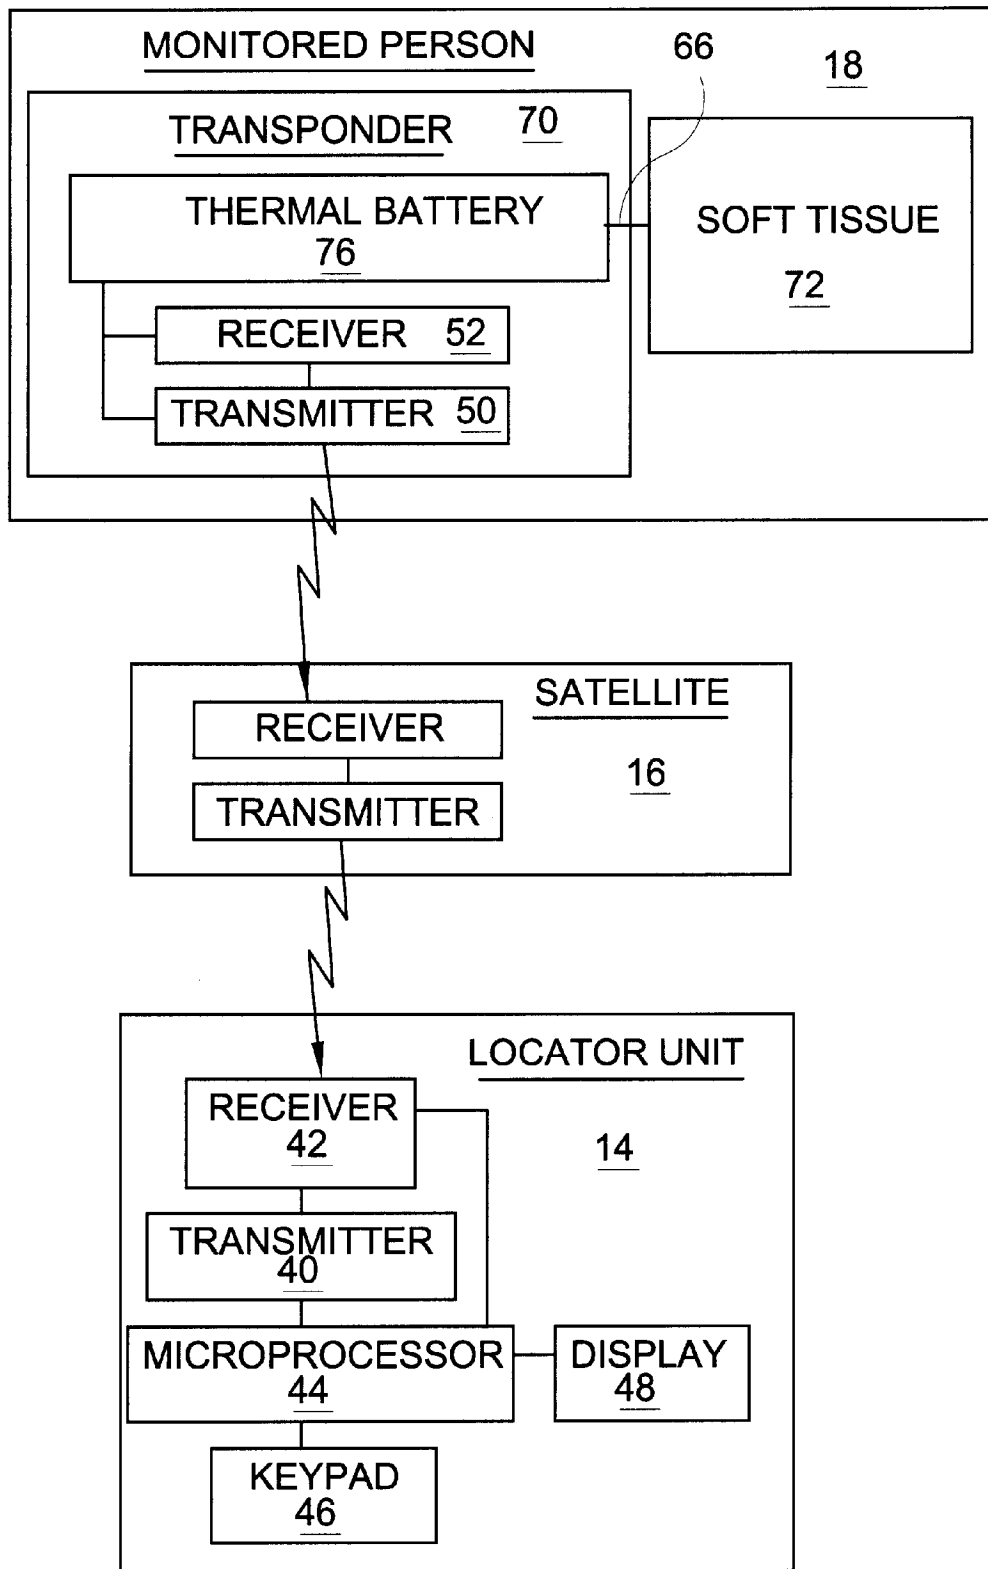 MONITORED PERSON
66
18
TRANSPONDER 70
THERMAL BATTERY
76
SOFT TISSUE
72
RECEIVER 52
TRANSMITTER 50
SATELLITE
16
RECEIVER
TRANSMITTER
LOCATOR UNIT
14
RECEIVER
42
TRANSMITTER
40
MICROPROCESSOR
44
DISPLAY
48
KEYPAD
46